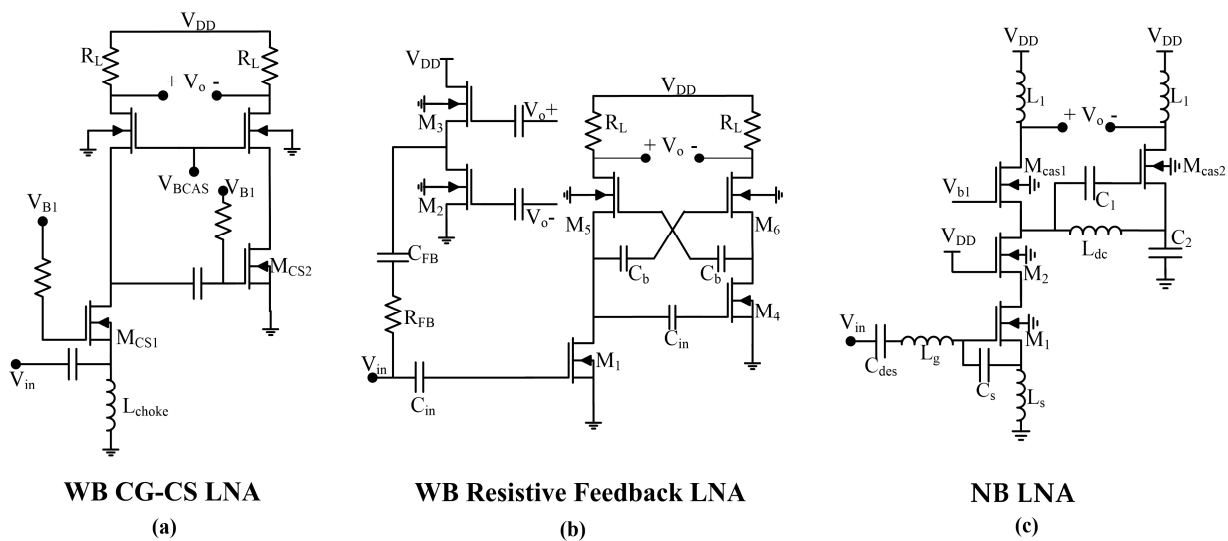 V_DD
R_L R_L
+ V_o -
V_BCAS
V_B1
V_B1
M_CS2
M_CS1
V_in
L_choke
WB CG-CS LNA
(a)
V_DD
M_3
V_o+
M_2
V_o-
C_FB
R_FB
V_in
C_in
V_DD
R_L R_L
+ V_o -
M_5 M_6
C_b C_b
M_4
C_in
M_1
WB Resistive Feedback LNA
(b)
V_DD V_DD
L_1 L_1
+ V_o -
M_cas1 M_cas2
V_b1
C_1
V_DD
L_dc
C_2
M_2
V_in
M_1
C_des
L_g
C_s
L_s
NB LNA
(c)